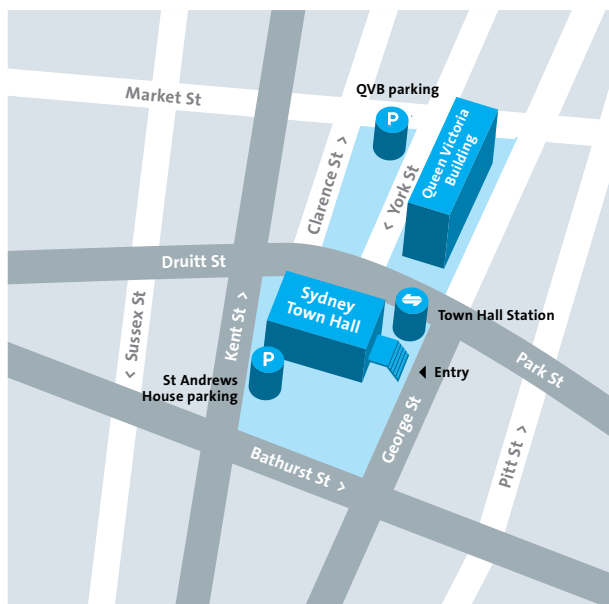 QVB parking
P
Market St
Queen Victoria
Building
Clarence St >
< York St
Druitt St
Sydney
Town Hall
Town Hall Station
< Sussex St
Kent St >
P
St Andrews
House parking
Entry
Park St
George St
Pitt St >
Bathurst St >